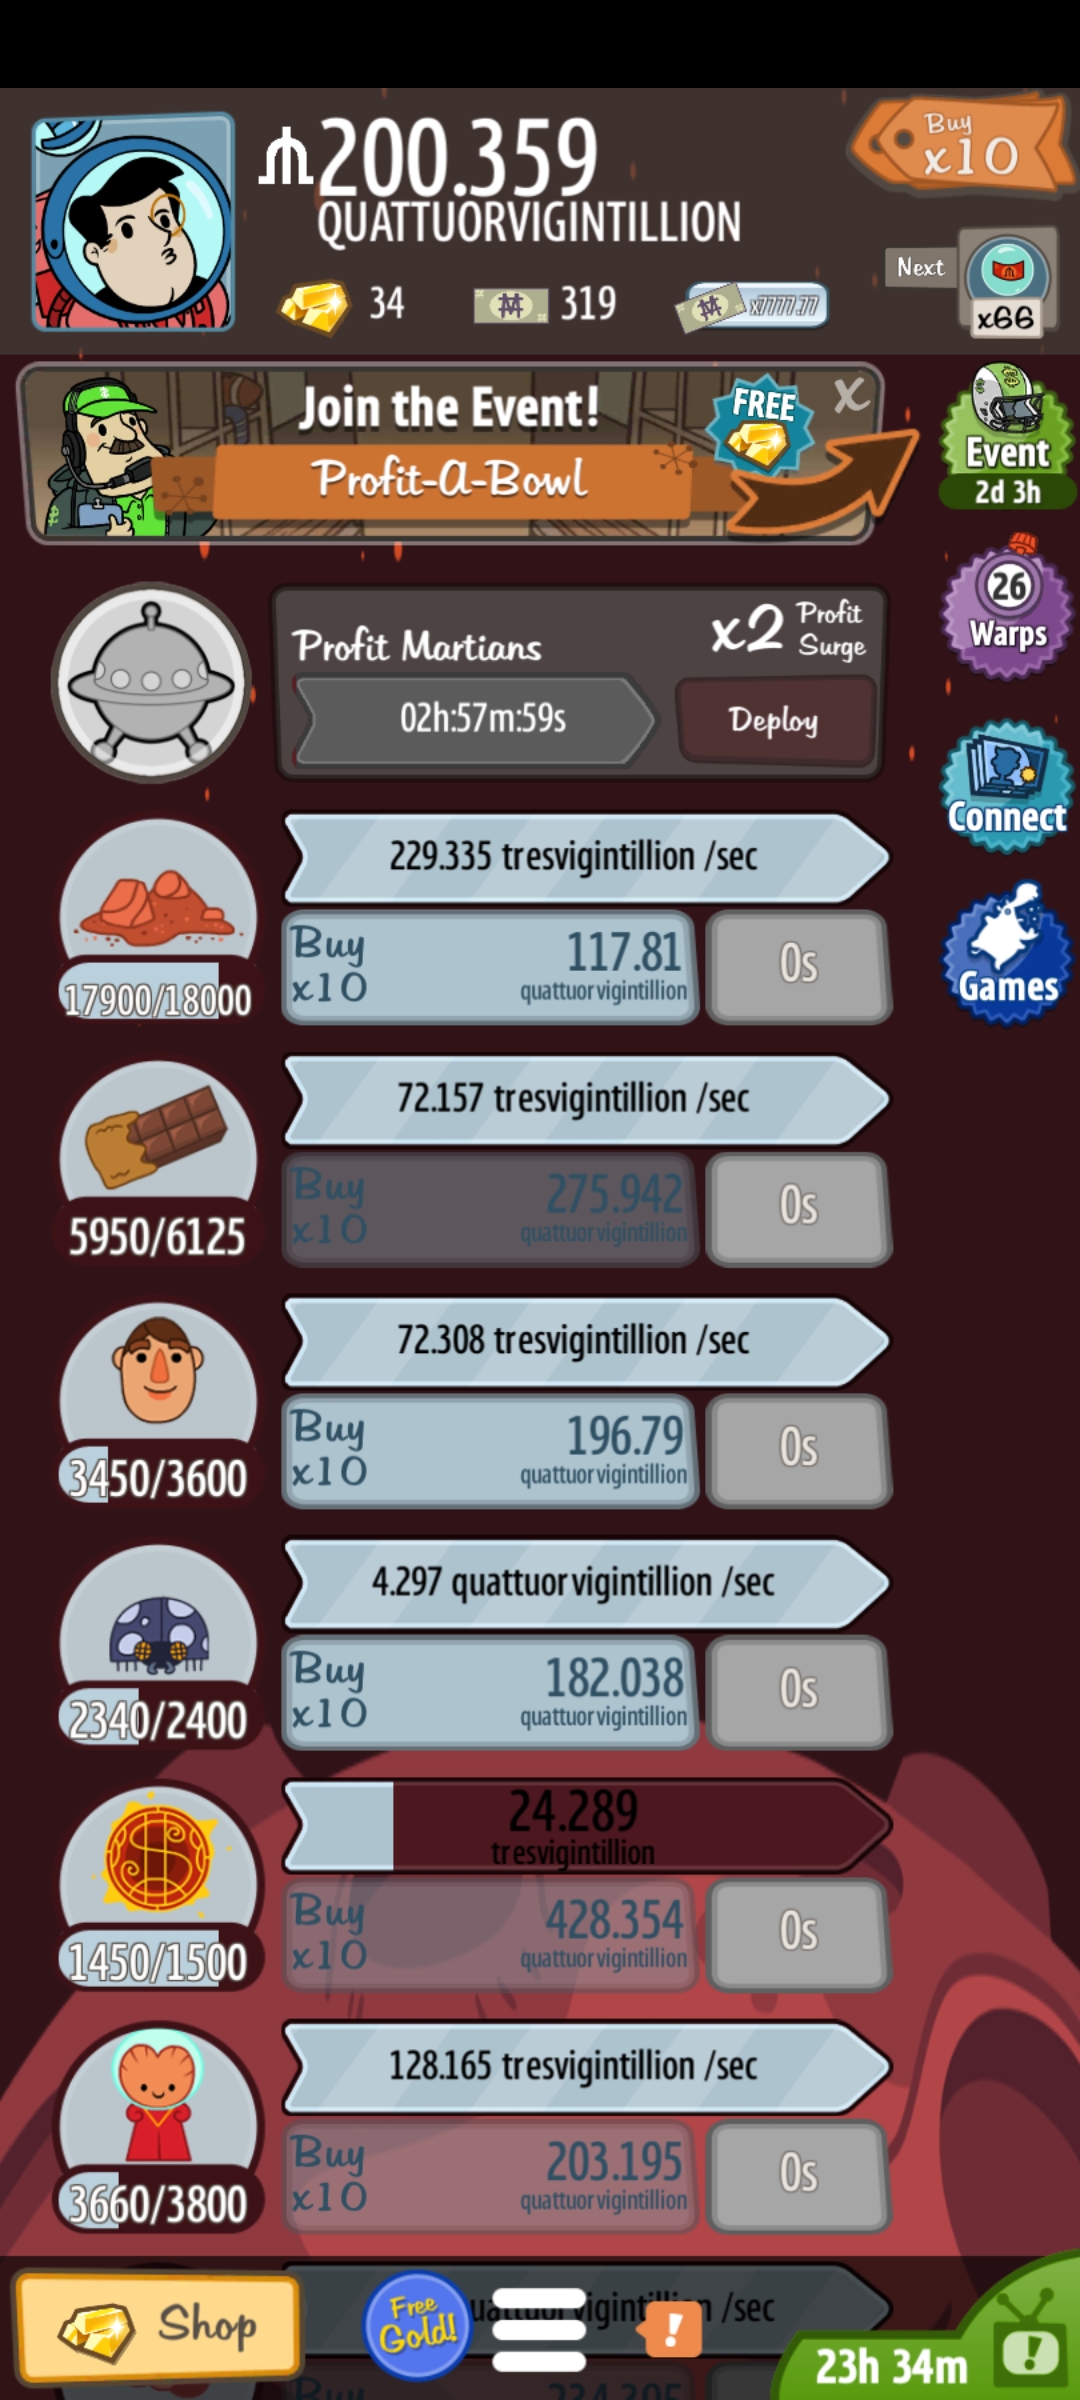 200.359
QUATTUORVIGINTILLION
Buy
x10
34
319
x7777.77
Next
x66
Join the Event!
Profit-A-Bowl
FREE
X
Event
2d 3h
26
Warps
Connect
Games
Profit Martians
x2 Profit Surge
02h:57m:59s
Deploy
229.335 tresvigintillion /sec
17900/18000
Buy x10
117.81
quattuorvigintillion
0s
72.157 tresvigintillion /sec
5950/6125
Buy x10
275.942
quattuorvigintillion
0s
72.308 tresvigintillion /sec
3450/3600
Buy x10
196.79
quattuorvigintillion
0s
4.297 quattuorvigintillion /sec
2340/2400
Buy x10
182.038
quattuorvigintillion
0s
24.289
tresvigintillion
1450/1500
Buy x10
428.354
quattuorvigintillion
0s
128.165 tresvigintillion /sec
3660/3800
Buy x10
203.195
quattuorvigintillion
0s
/sec
Shop
Free Gold!
!
23h 34m
!